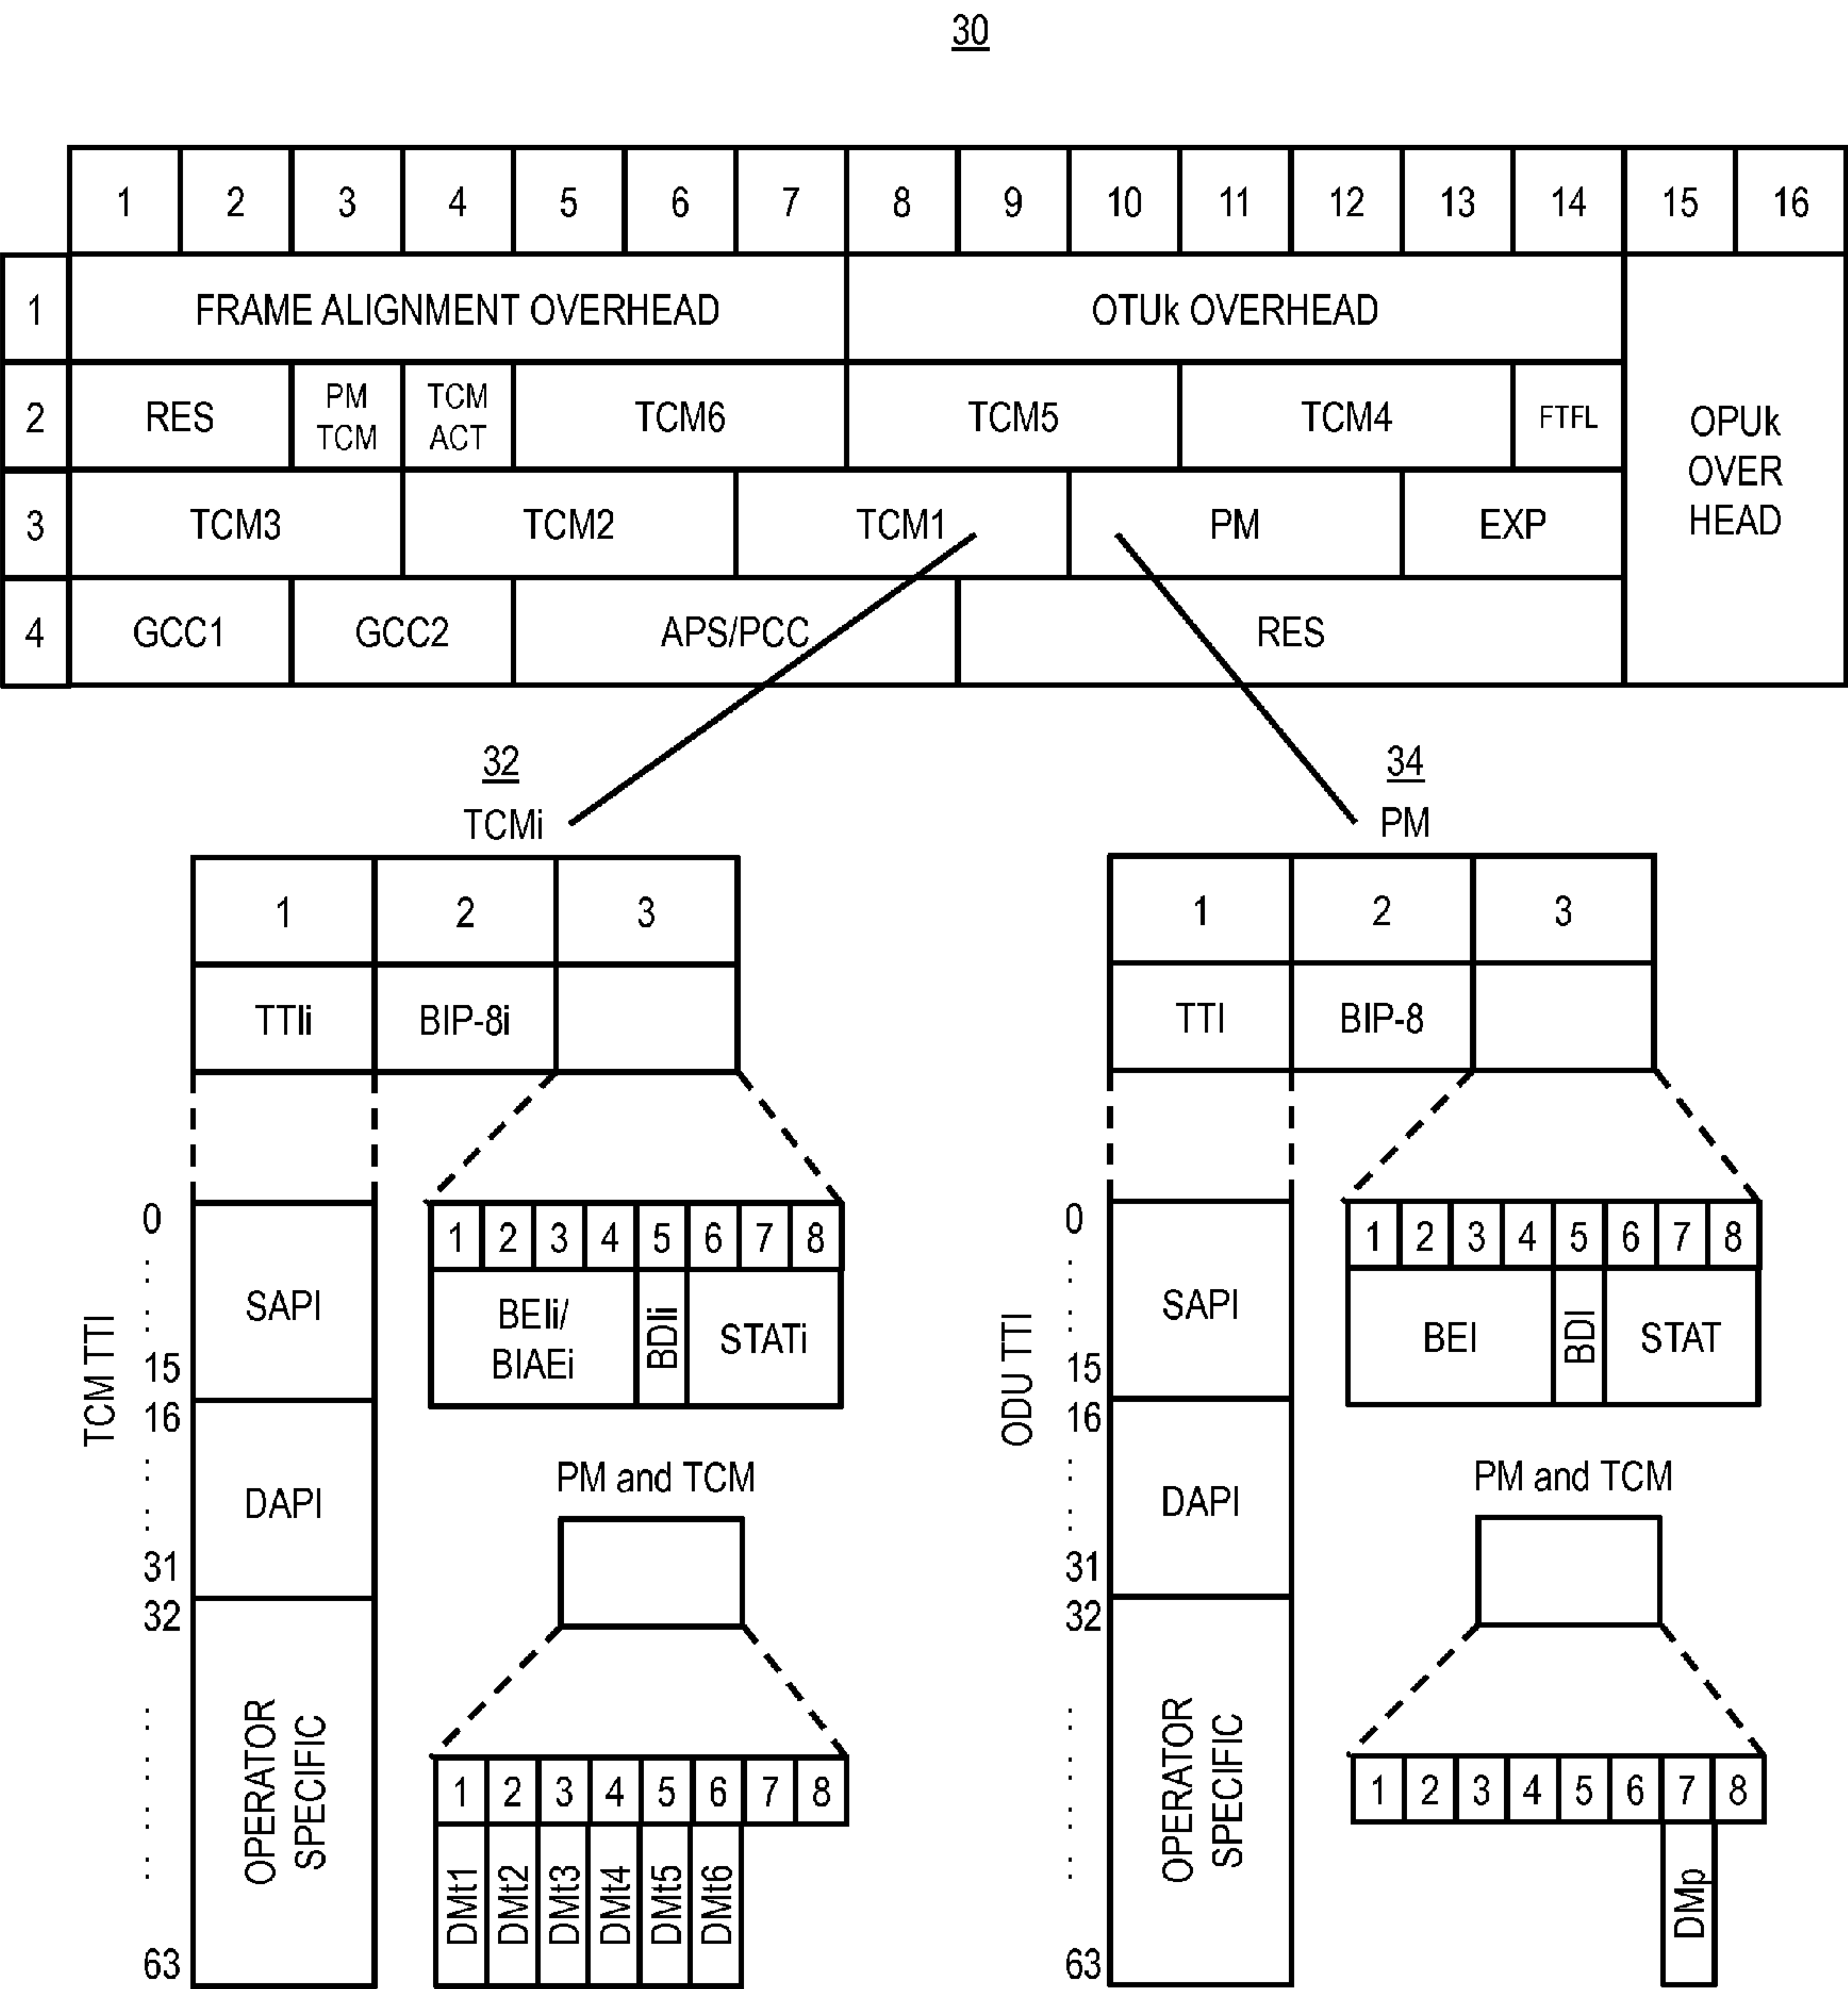 30
1 2 3 4 5 6 7 8 9 10 11 12 13 14 15 16
1 FRAME ALIGNMENT OVERHEAD OTUk OVERHEAD
2 RES PM TCM TCM ACT TCM6 TCM5 TCM4 FTFL
OPUk
OVER
HEAD
3 TCM3 TCM2 TCM1 PM EXP
4 GCC1 GCC2 APS/PCC RES
32
TCMi
1 2 3
TTIi BIP-8i
TCM TTI
0
15
16
31
32
63
SAPI
DAPI
OPERATOR
SPECIFIC
1 2 3 4 5 6 7 8
BEIi/
BIAEi
BDIi
STATi
PM and TCM
1 2 3 4 5 6 7 8
DMt1 DMt2 DMt3 DMt4 DMt5 DMt6
34
PM
1 2 3
TTI BIP-8
ODU TTI
0
15
16
31
32
63
SAPI
DAPI
OPERATOR
SPECIFIC
1 2 3 4 5 6 7 8
BEI
BDI
STAT
PM and TCM
1 2 3 4 5 6 7 8
DMp